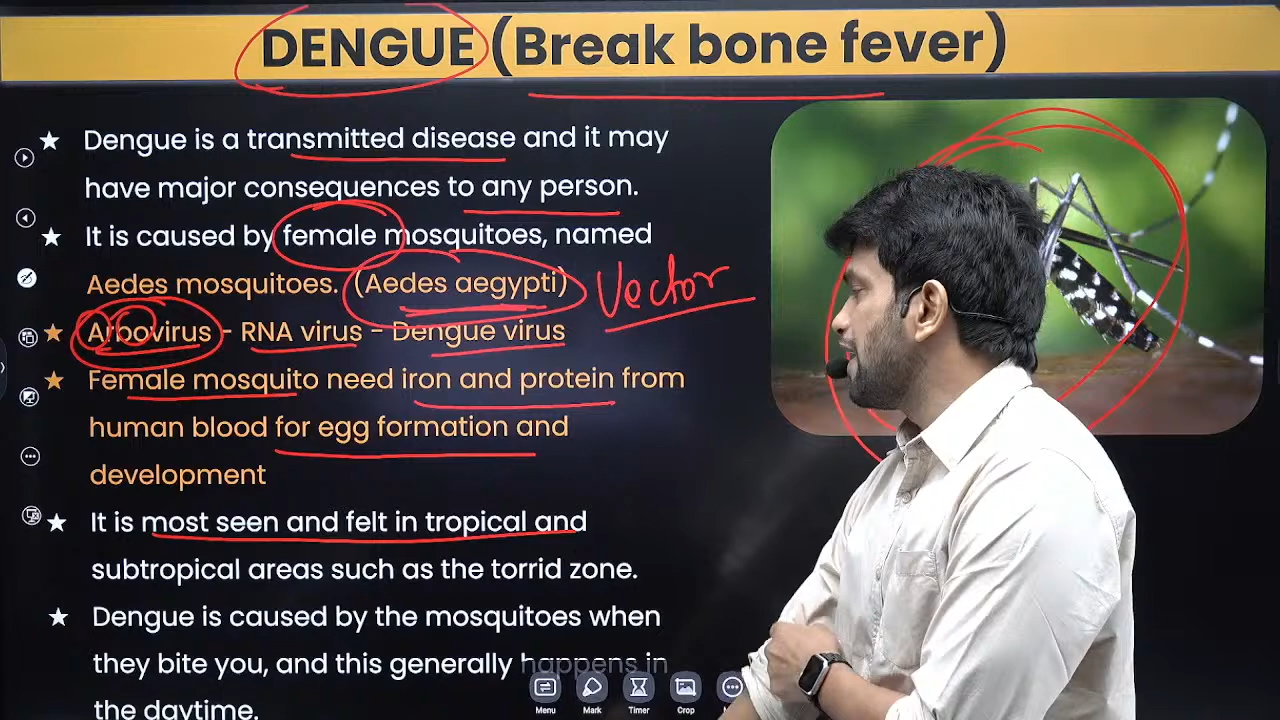 DENGUE (Break bone fever)
Dengue is a transmitted disease and it may
have major consequences to any person.
It is caused by female mosquitoes, named
Aedes mosquitoes. (Aedes aegypti) Vector
Arbovirus - RNA virus - Dengue virus
Female mosquito need iron and protein from
human blood for egg formation and
development
It is most seen and felt in tropical and
subtropical areas such as the torrid zone.
Dengue is caused by the mosquitoes when
they bite you, and this generally happens in
the daytime.
Menu Mark Timer Crop